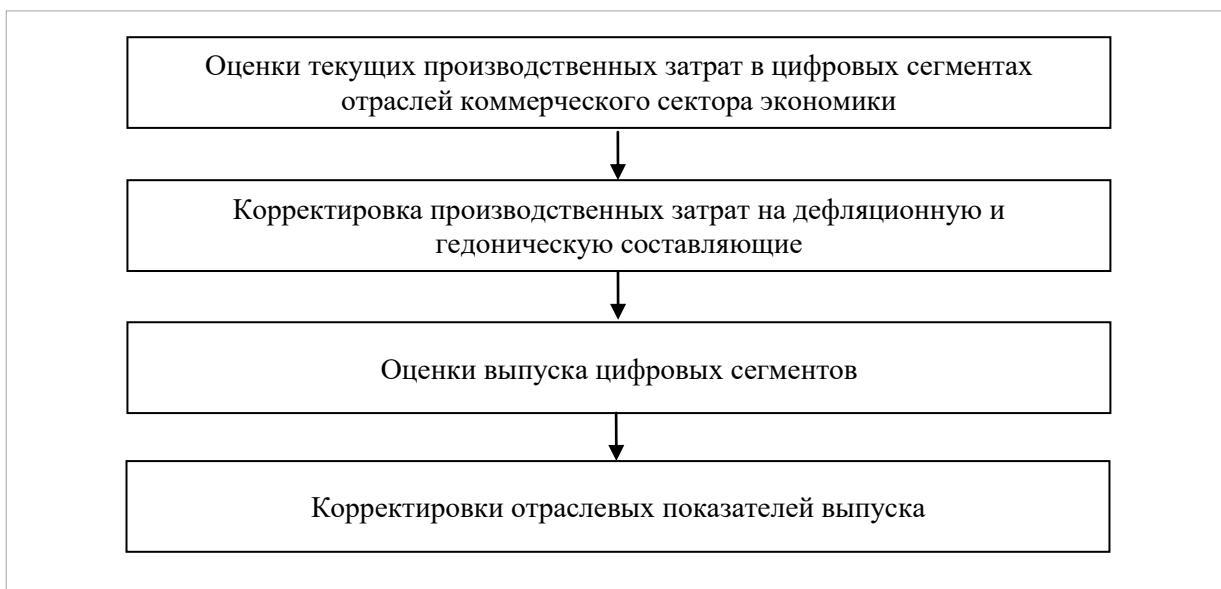 Оценки текущих производственных затрат в цифровых сегментах
отраслей коммерческого сектора экономики
Корректировка производственных затрат на дефляционную и
гедоническую составляющие
Оценки выпуска цифровых сегментов
Корректировки отраслевых показателей выпуска